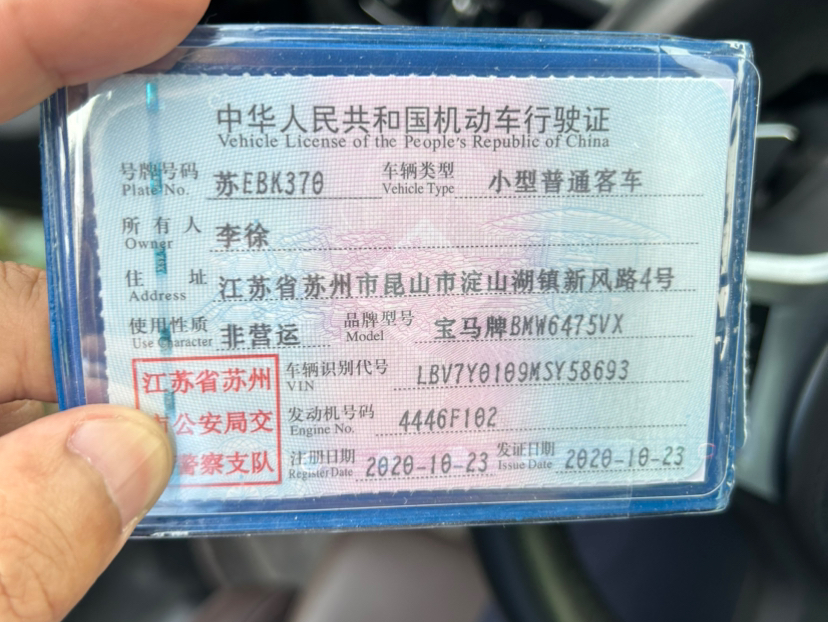 中华人民共和国机动车行驶证
Vehicle License of the People's Republic of China
号牌号码 苏EBK370 车辆类型 小型普通客车
Plate No. Vehicle Type
所有人 李徐
Owner
住址 江苏省苏州市昆山市淀山湖镇新风路4号
Address
使用性质 非营运 品牌型号 宝马牌BMW6475VX
Use Character Model
江苏省苏州 车辆识别代号 LBV7Y0109MSY58693
VIN
公安局交 发动机号码 4446F102
Engine No.
警察支队 注册日期 2020-10-23 发证日期 2020-10-23
Register Date Issue Date